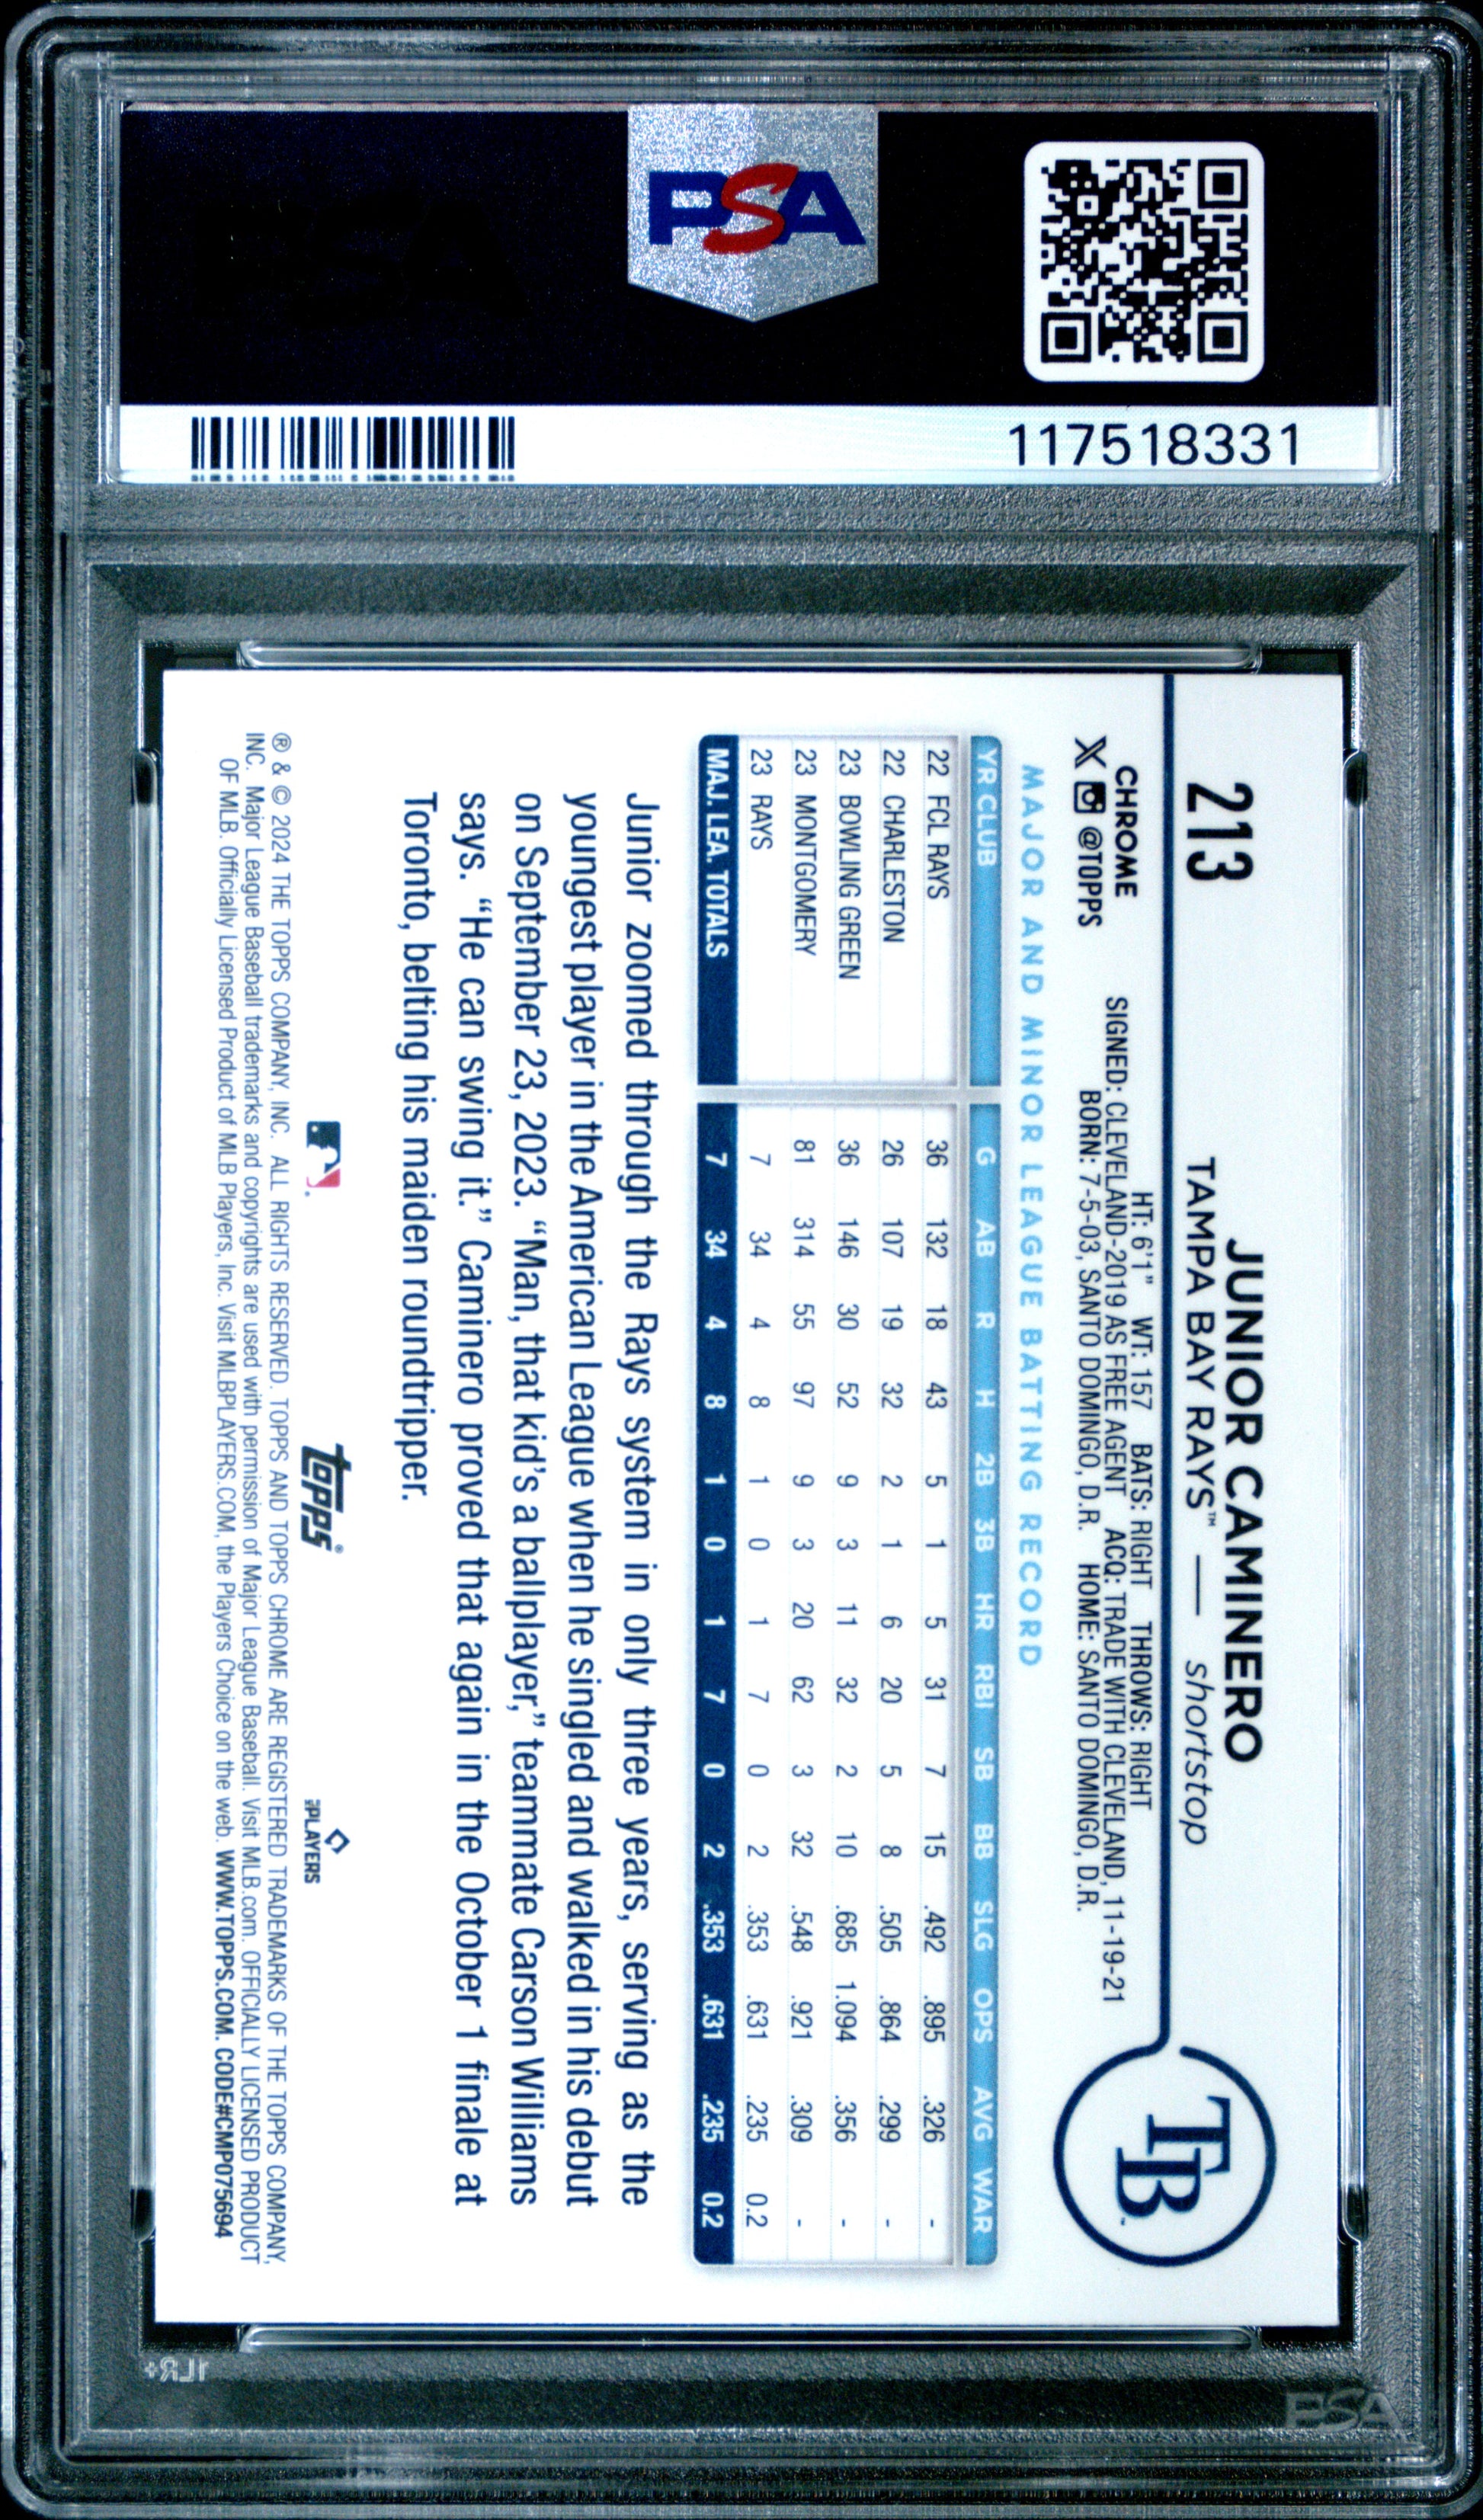 PSA
117518331
213
JUNIOR CAMINERO
TAMPA BAY RAYS™ — shortstop
TB
CHROME
X @TOPPS
HT: 6'1" WT: 157 BATS: RIGHT THROWS: RIGHT
SIGNED: CLEVELAND-2019 AS FREE AGENT ACQ: TRADE WITH CLEVELAND, 11-19-21
BORN: 7-5-03, SANTO DOMINGO, D.R. HOME: SANTO DOMINGO, D.R.
MAJOR AND MINOR LEAGUE BATTING RECORD
YR CLUB G AB R H 2B 3B HR RBI SB BB SLG OPS AVG WAR
22 FCL RAYS 36 132 18 43 5 1 5 31 7 15 .492 .895 .326 -
22 CHARLESTON 26 107 19 32 2 1 6 20 5 8 .505 .864 .299 -
23 BOWLING GREEN 36 146 30 52 9 3 11 32 2 10 .685 1.094 .356 -
23 MONTGOMERY 81 314 55 97 9 3 20 62 3 32 .548 .921 .309 -
23 RAYS 7 34 4 8 1 0 1 7 0 2 .353 .631 .235 0.2
MAJ. LEA. TOTALS 7 34 4 8 1 0 1 7 0 2 .353 .631 .235 0.2
Junior zoomed through the Rays system in only three years, serving as the
youngest player in the American League when he singled and walked in his debut
on September 23, 2023. “Man, that kid’s a ballplayer,” teammate Carson Williams
says. “He can swing it.” Caminero proved that again in the October 1 finale at
Toronto, belting his maiden roundtripper.
topps®
PLAYERS
® & © 2024 THE TOPPS COMPANY, INC. ALL RIGHTS RESERVED. TOPPS AND TOPPS CHROME ARE REGISTERED TRADEMARKS OF THE TOPPS COMPANY,
INC. Major League Baseball trademarks and copyrights are used with permission of Major League Baseball. Visit MLB.com. OFFICIALLY LICENSED PRODUCT
OF MLB. Officially Licensed Product of MLB Players, Inc. Visit MLBPLAYERS.COM, the Players Choice on the web. WWW.TOPPS.COM. CODE#CMP075694
PSA